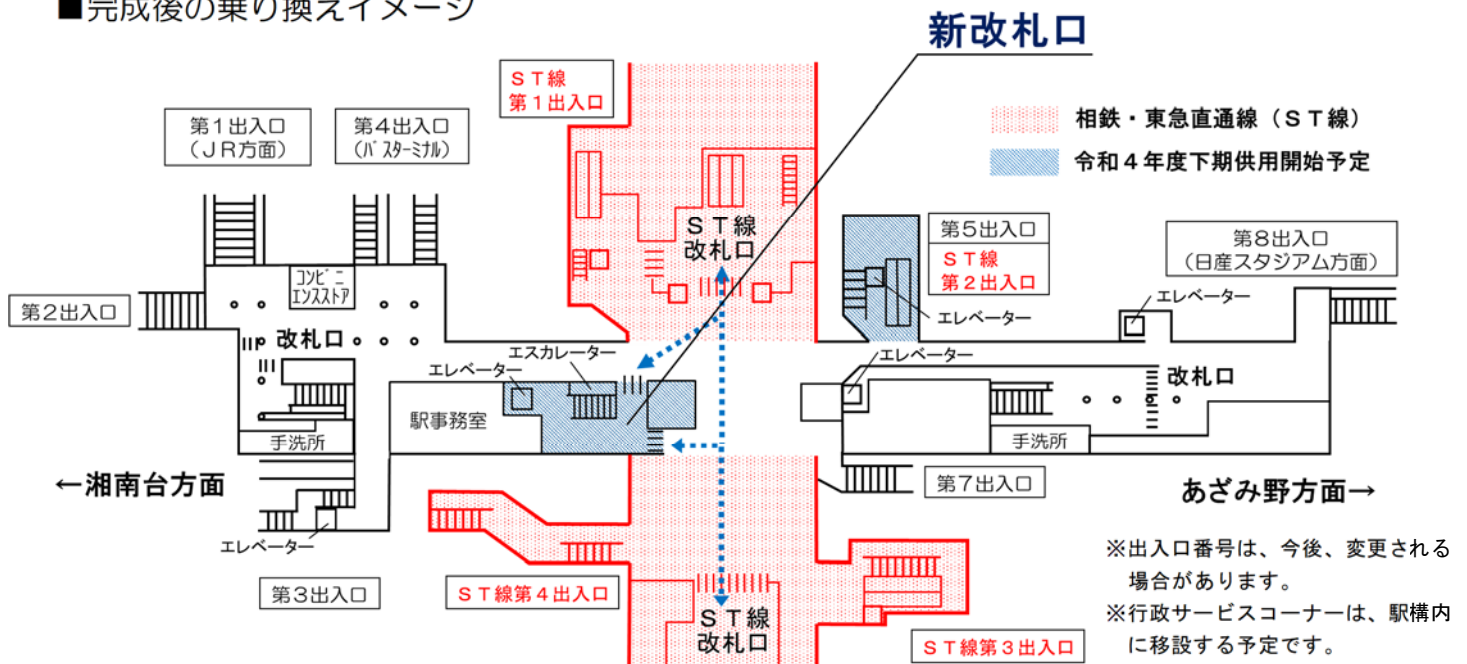 ■完成後の乗り換えイメージ
新改札口
ST線
第1出入口
第1出入口
(JR方面)
第4出入口
(バスターミナル)
相鉄・東急直通線(ST線)
令和4年度下期供用開始予定
ST線
改札口
第5出入口
ST線
第2出入口
第8出入口
(日産スタジアム方面)
コンビニ
エンスストア
第2出入口
エレベーター
エレベーター
改札口
エスカレーター
エレベーター
エレベーター
改札口
駅事務室
手洗所
手洗所
←湘南台方面
第7出入口
あざみ野方面→
エレベーター
第3出入口
ST線第4出入口
ST線
改札口
ST線第3出入口
※出入口番号は、今後、変更される
場合があります。
※行政サービスコーナーは、駅構内
に移設する予定です。